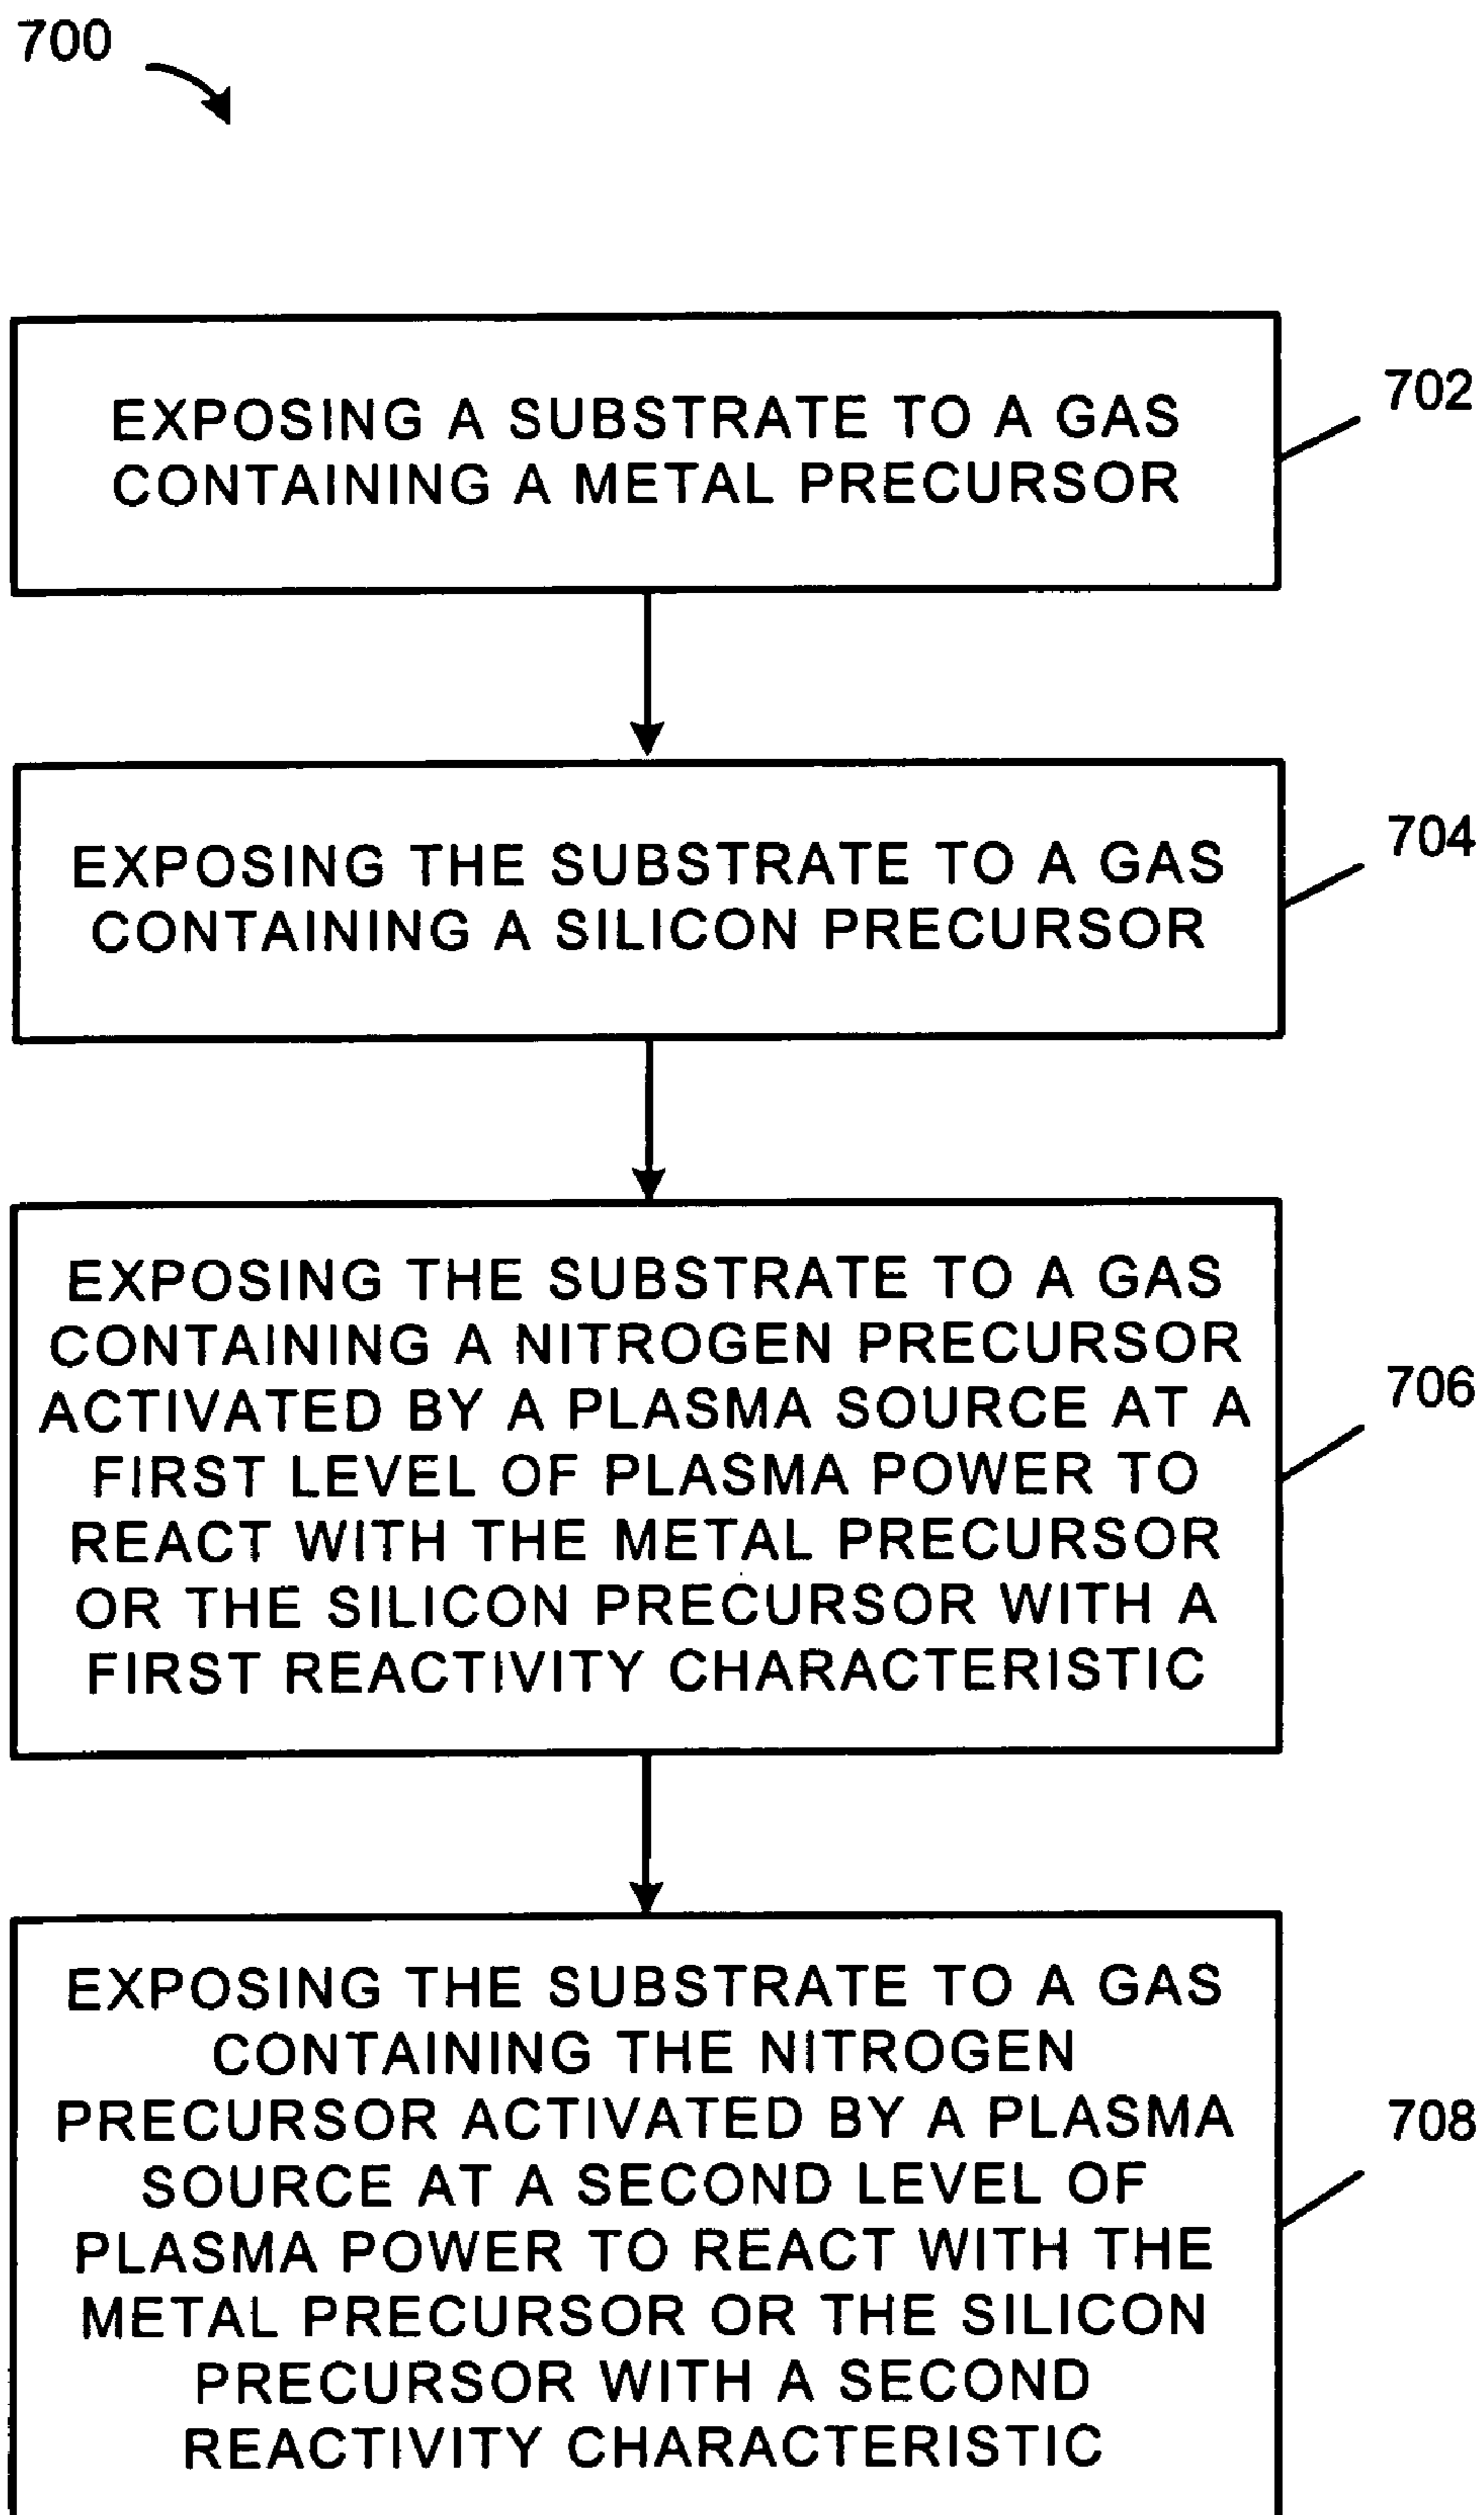 700
EXPOSING A SUBSTRATE TO A GAS
CONTAINING A METAL PRECURSOR
702
EXPOSING THE SUBSTRATE TO A GAS
CONTAINING A SILICON PRECURSOR
704
EXPOSING THE SUBSTRATE TO A GAS
CONTAINING A NITROGEN PRECURSOR
ACTIVATED BY A PLASMA SOURCE AT A
FIRST LEVEL OF PLASMA POWER TO
REACT WITH THE METAL PRECURSOR
OR THE SILICON PRECURSOR WITH A
FIRST REACTIVITY CHARACTERISTIC
706
EXPOSING THE SUBSTRATE TO A GAS
CONTAINING THE NITROGEN
PRECURSOR ACTIVATED BY A PLASMA
SOURCE AT A SECOND LEVEL OF
PLASMA POWER TO REACT WITH THE
METAL PRECURSOR OR THE SILICON
PRECURSOR WITH A SECOND
REACTIVITY CHARACTERISTIC
708